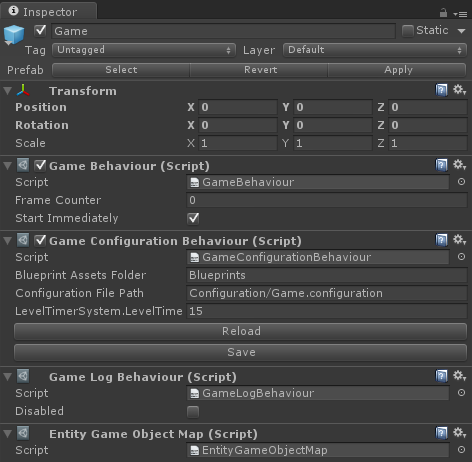 Inspector
Game Static
Tag Untagged Layer Default
Prefab Select Revert Apply
Transform
Position X 0 Y 0 Z 0
Rotation X 0 Y 0 Z 0
Scale X 1 Y 1 Z 1
Game Behaviour (Script)
Script GameBehaviour
Frame Counter 0
Start Immediately
Game Configuration Behaviour (Script)
Script GameConfigurationBehaviour
Blueprint Assets Folder Blueprints
Configuration File Path Configuration/Game.configuration
LevelTimerSystem.LevelTime 15
Reload
Save
Game Log Behaviour (Script)
Script GameLogBehaviour
Disabled
Entity Game Object Map (Script)
Script EntityGameObjectMap